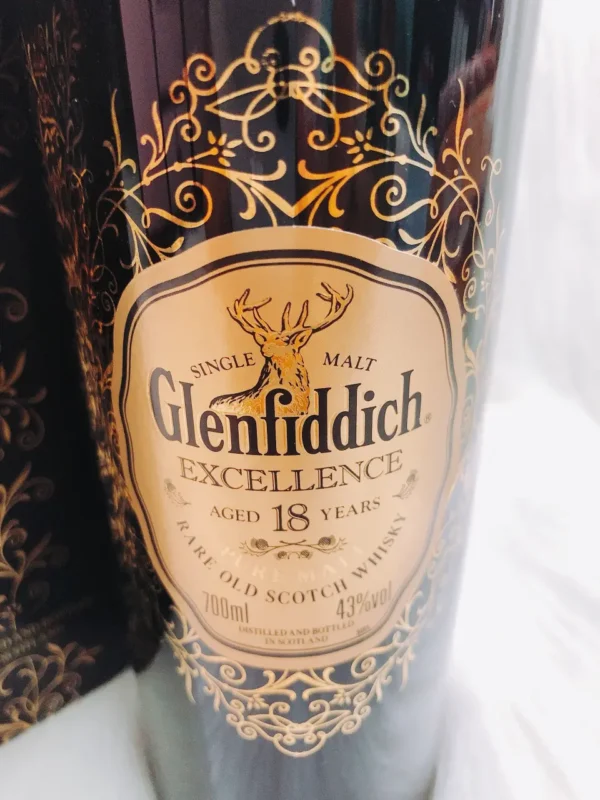 SINGLE MALT
Glenfiddich®
EXCELLENCE
AGED 18 YEARS
PURE MALT
RARE OLD SCOTCH WHISKY
700ml 43%vol
DISTILLED AND BOTTLED
IN SCOTLAND